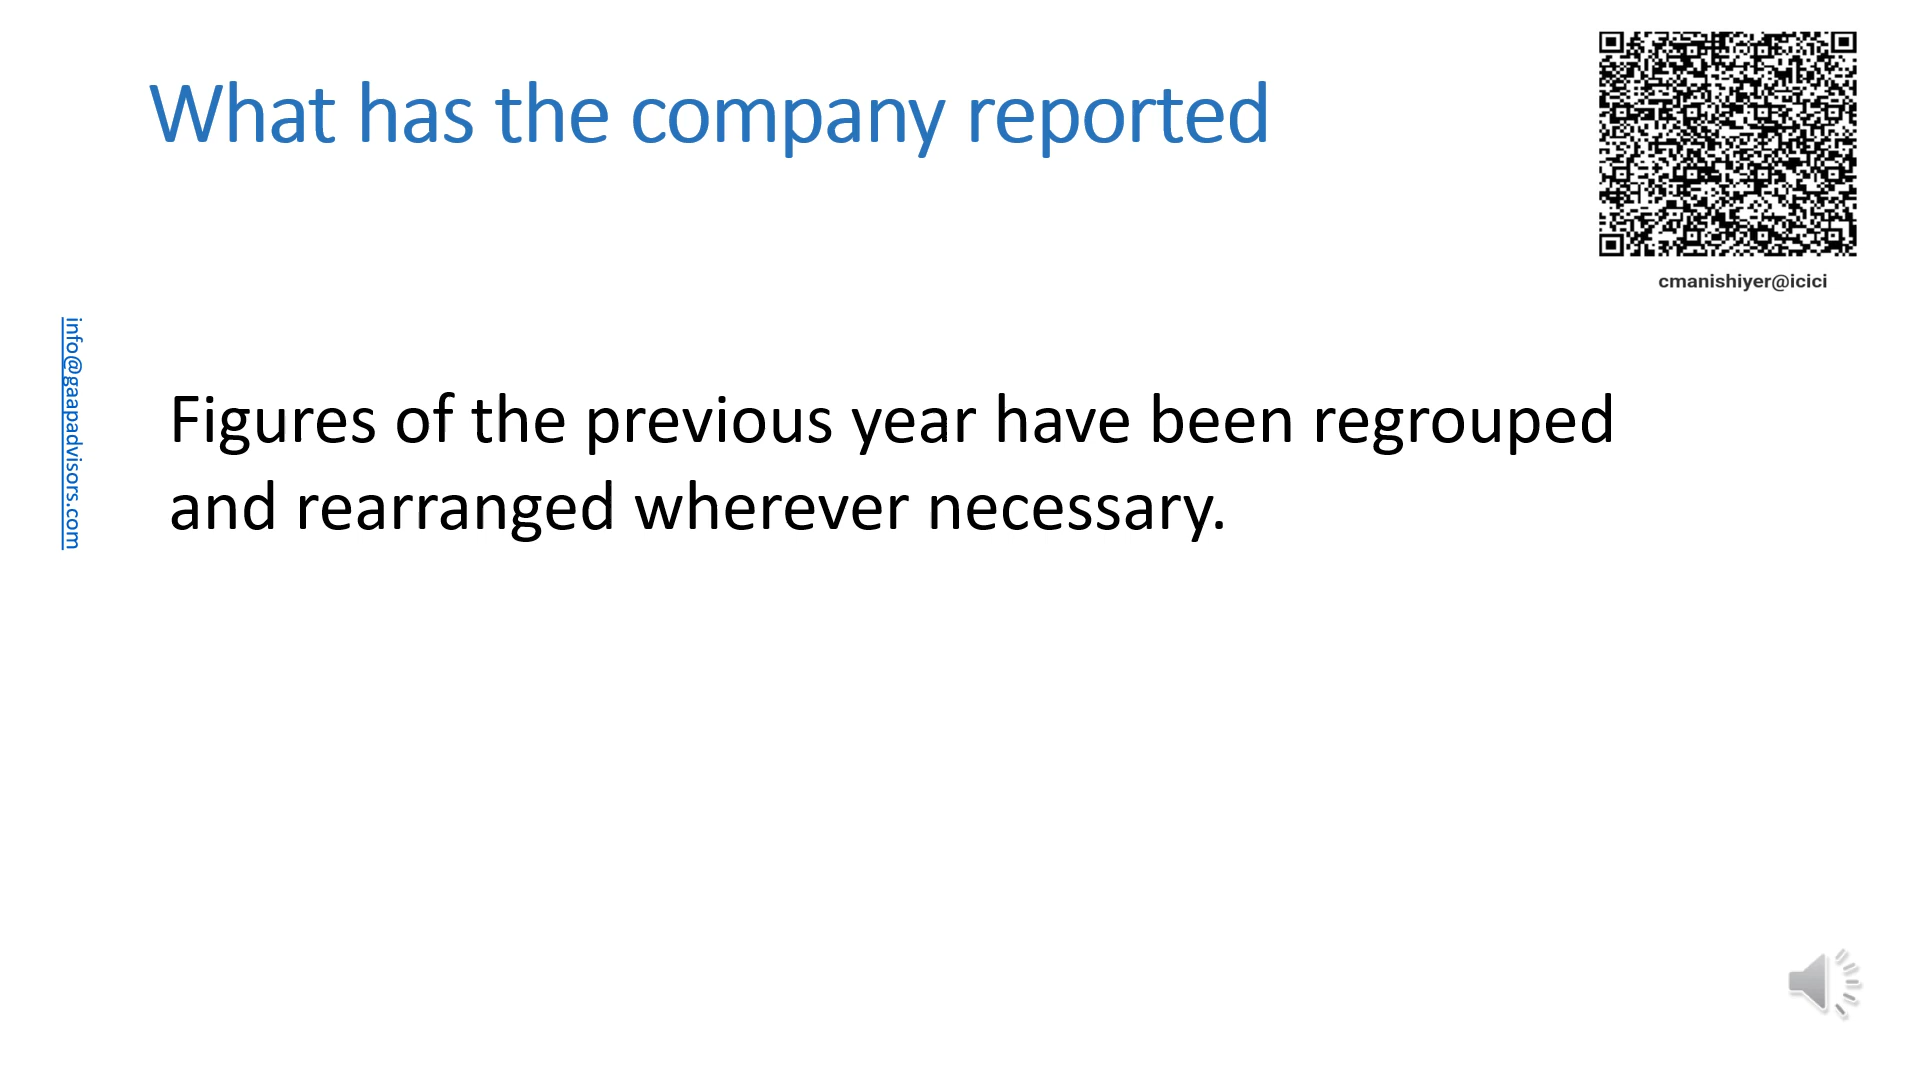 What has the company reported
cmanishiyer@icici
info@gaapadvisors.com
Figures of the previous year have been regrouped
and rearranged wherever necessary.